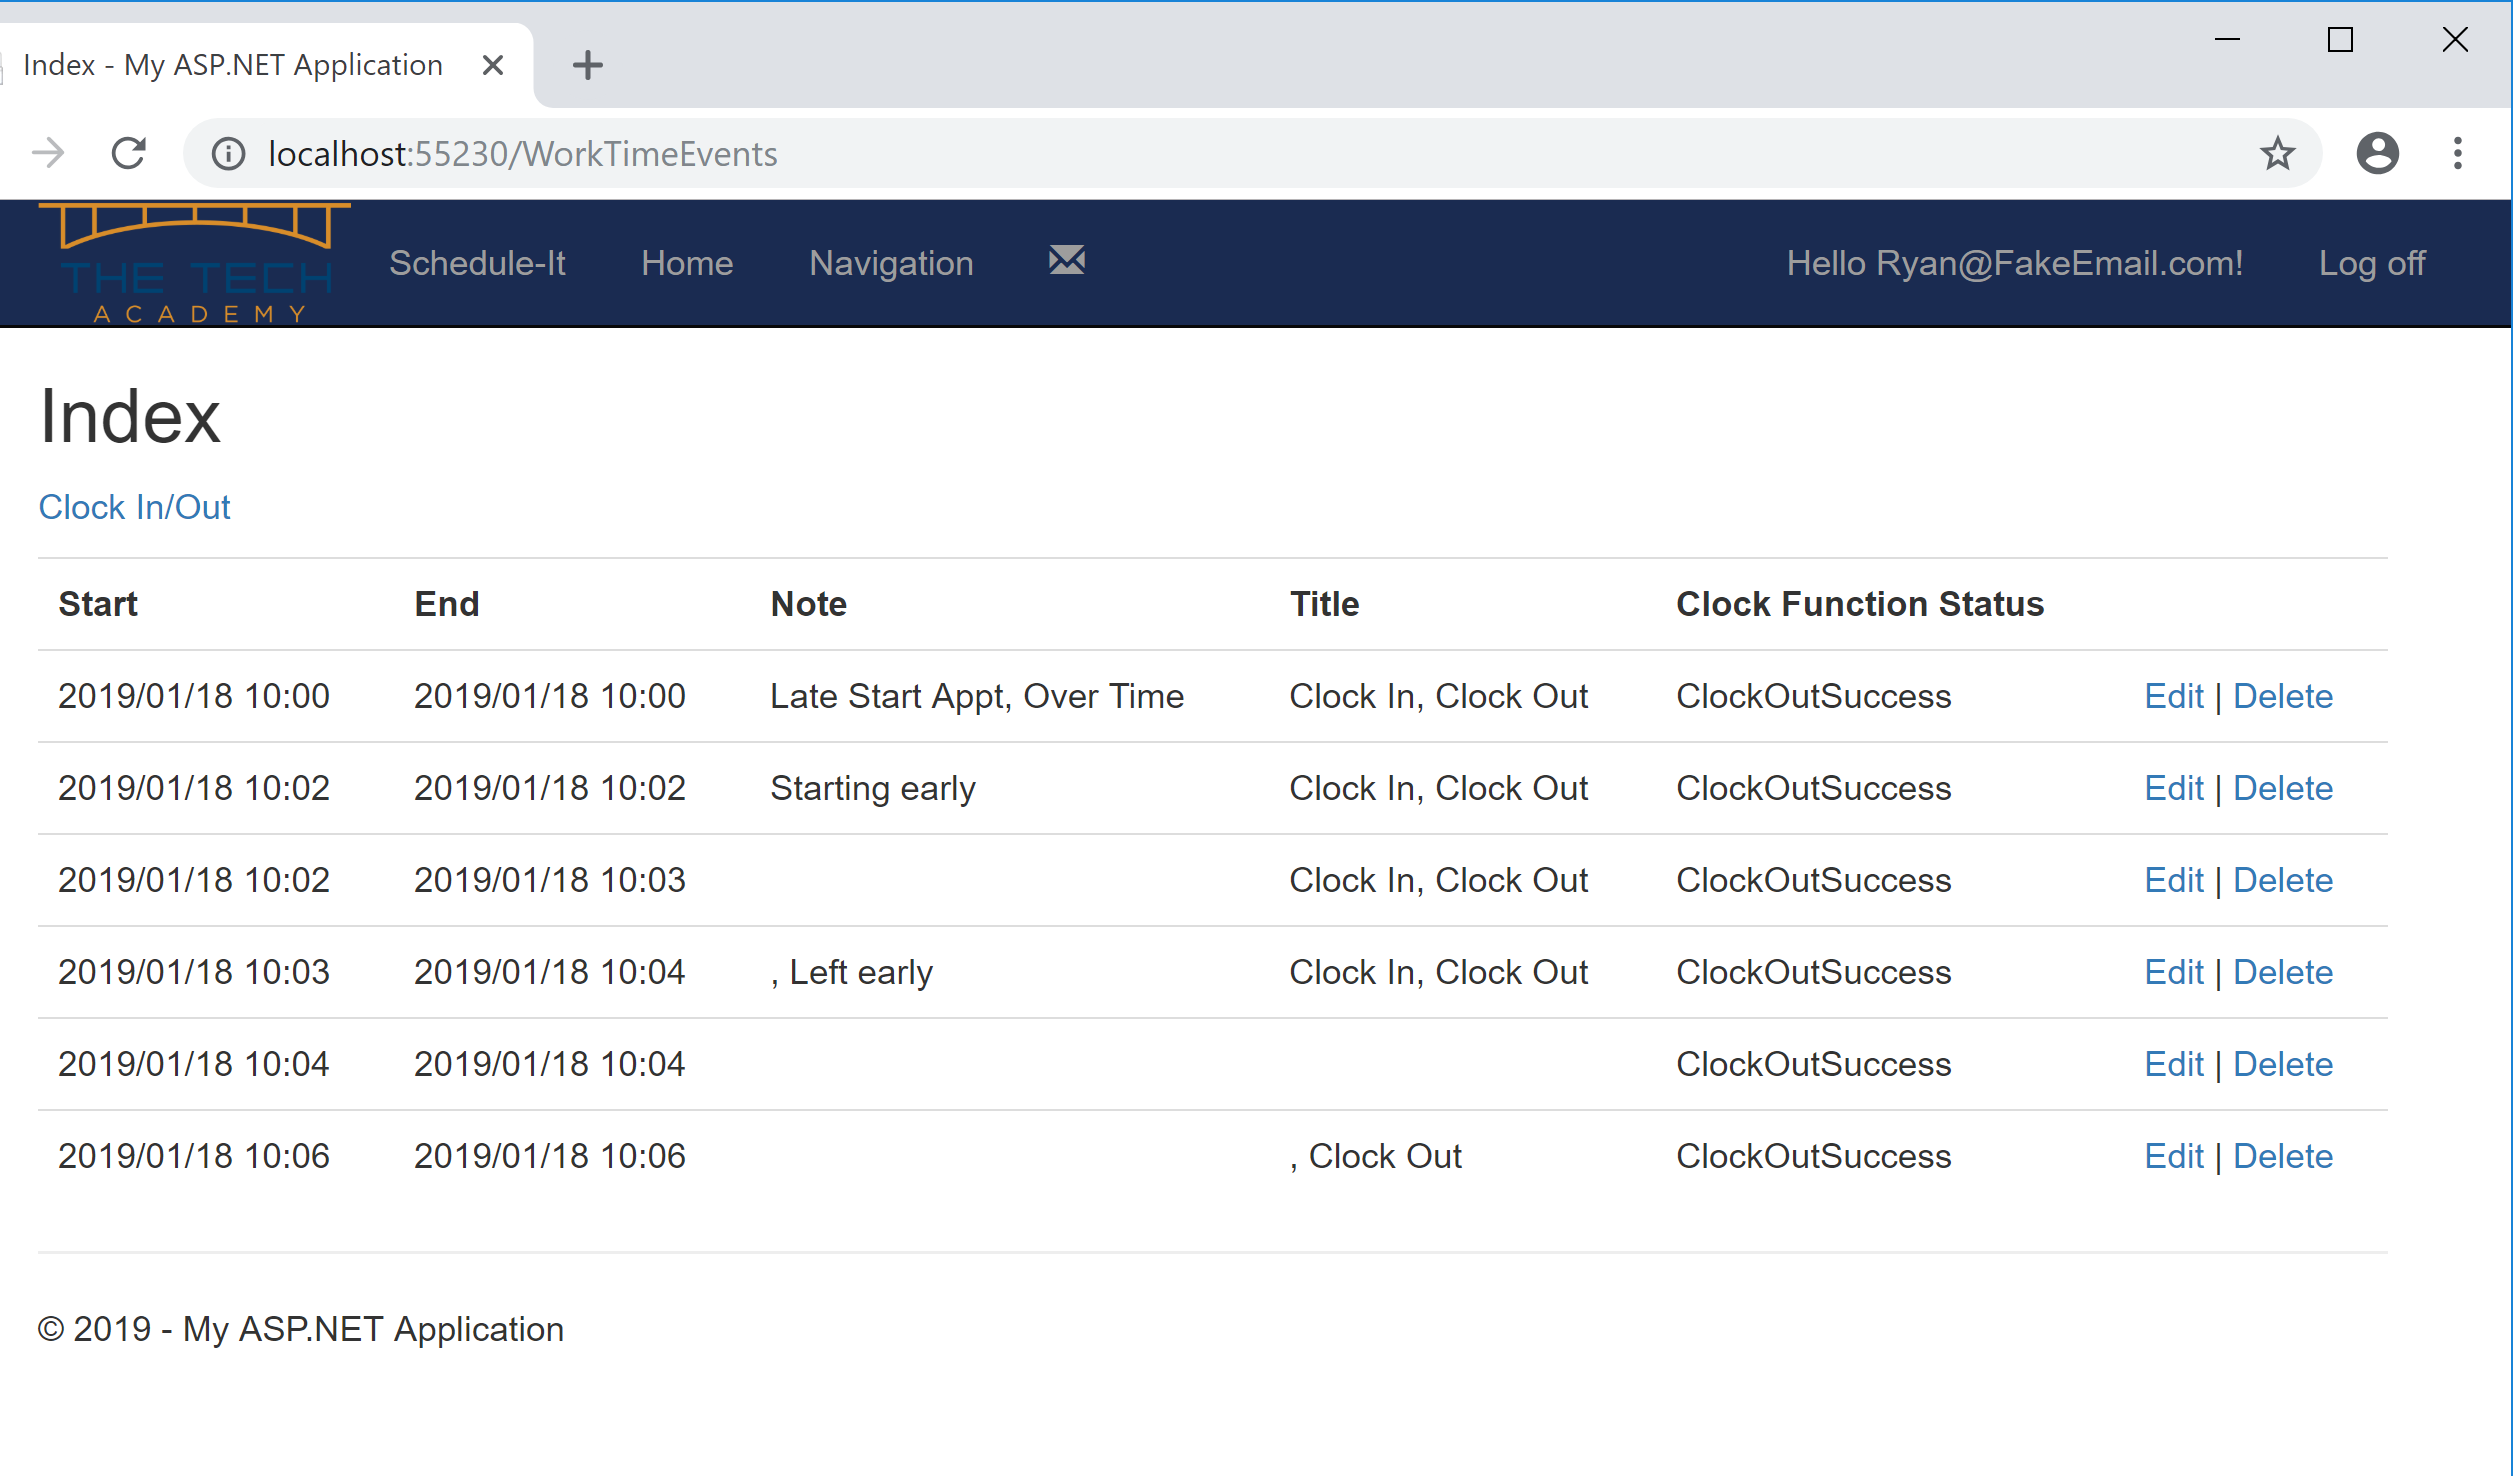 Index - My ASP.NET Application
localhost:55230/WorkTimeEvents
THE TECH
ACADEMY
Schedule-It Home Navigation Hello Ryan@FakeEmail.com! Log off
Index
Clock In/Out
Start End Note Title Clock Function Status
2019/01/18 10:00 2019/01/18 10:00 Late Start Appt, Over Time Clock In, Clock Out ClockOutSuccess Edit | Delete
2019/01/18 10:02 2019/01/18 10:02 Starting early Clock In, Clock Out ClockOutSuccess Edit | Delete
2019/01/18 10:02 2019/01/18 10:03 Clock In, Clock Out ClockOutSuccess Edit | Delete
2019/01/18 10:03 2019/01/18 10:04 , Left early Clock In, Clock Out ClockOutSuccess Edit | Delete
2019/01/18 10:04 2019/01/18 10:04 ClockOutSuccess Edit | Delete
2019/01/18 10:06 2019/01/18 10:06 , Clock Out ClockOutSuccess Edit | Delete
© 2019 - My ASP.NET Application